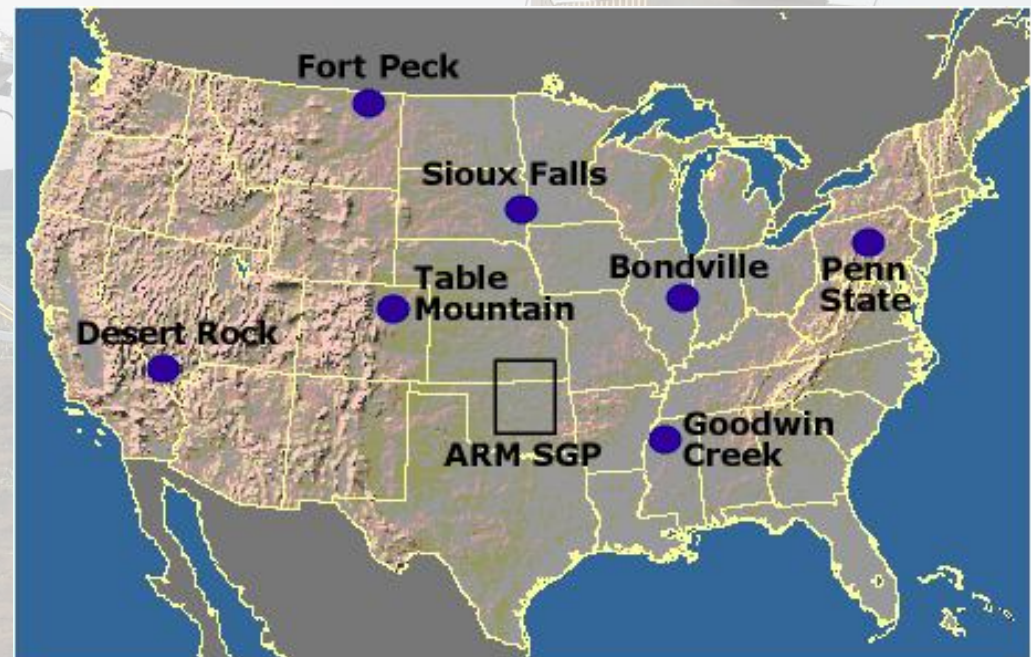 Fort Peck
Sioux Falls
Table
Mountain
Bondville
Penn
State
Desert Rock
Goodwin
Creek
ARM SGP